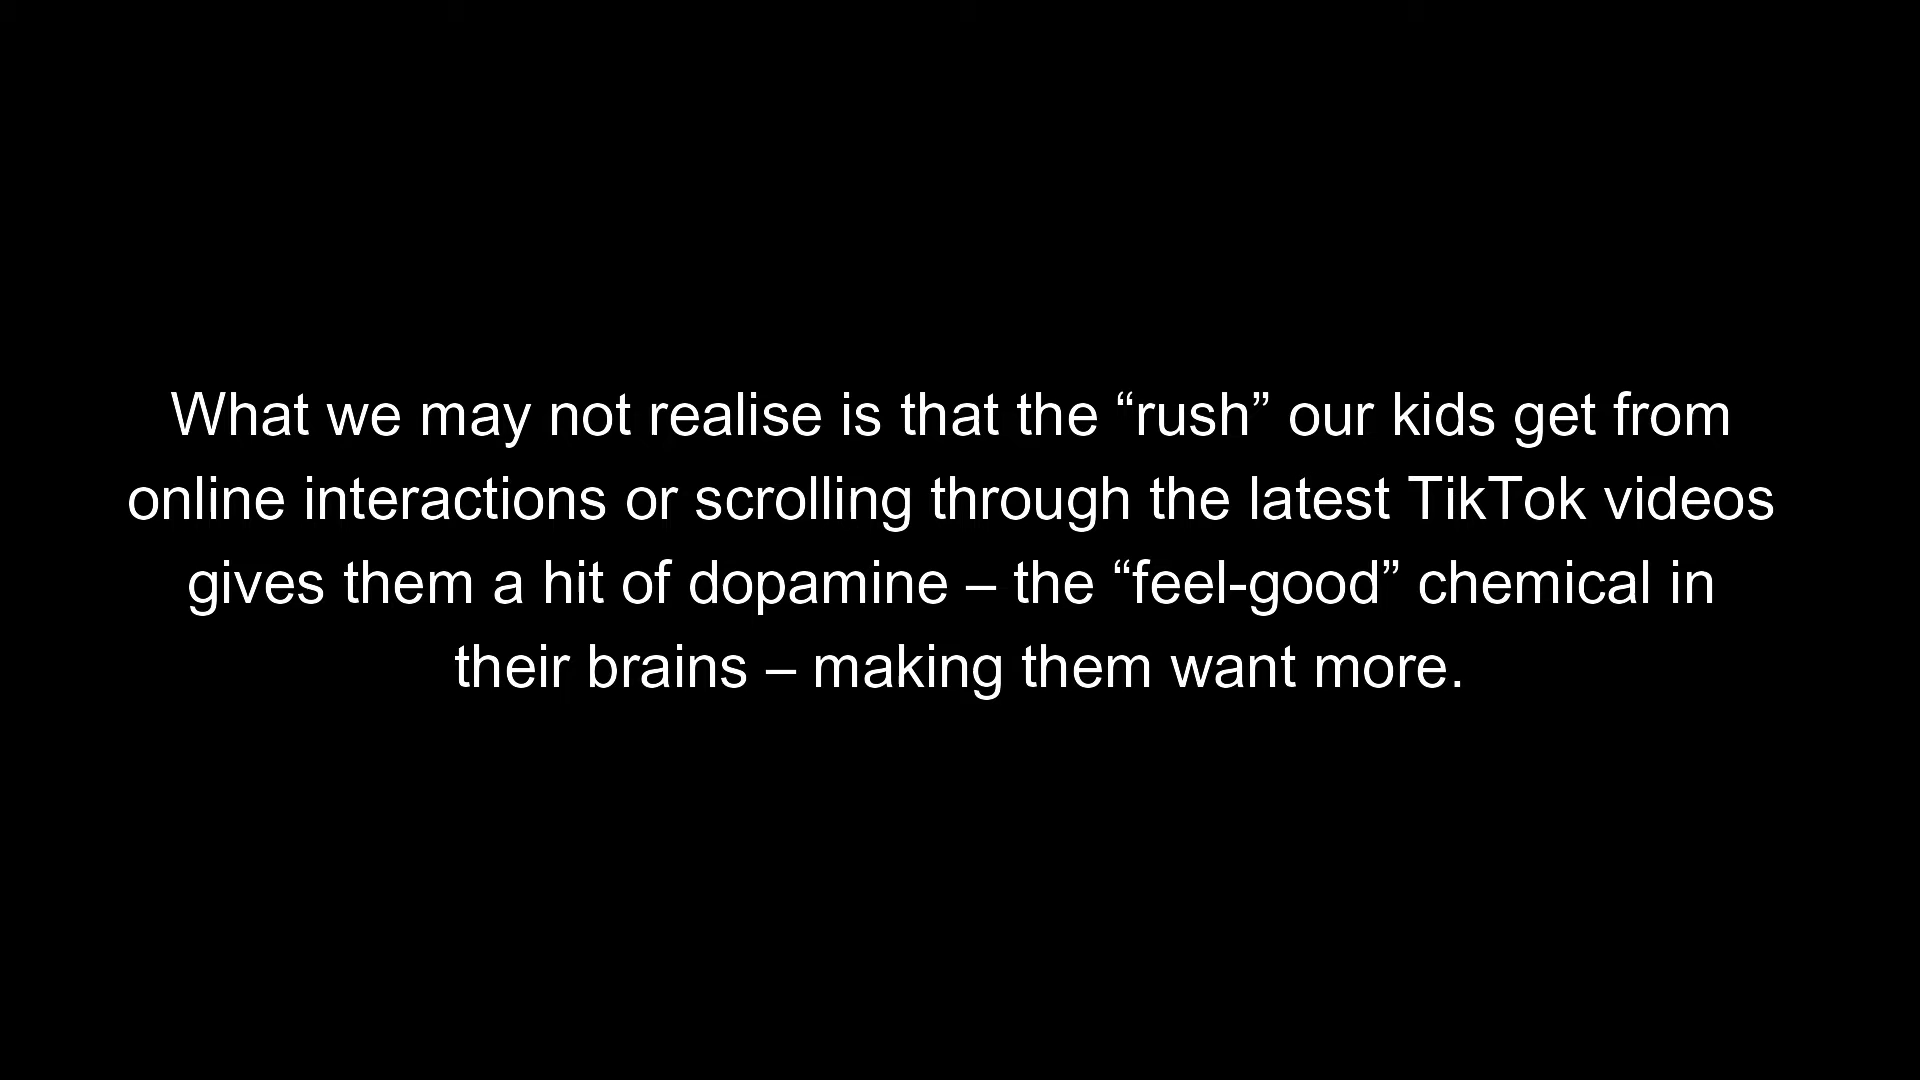 What we may not realise is that the “rush” our kids get from
online interactions or scrolling through the latest TikTok videos
gives them a hit of dopamine – the “feel-good” chemical in
their brains – making them want more.